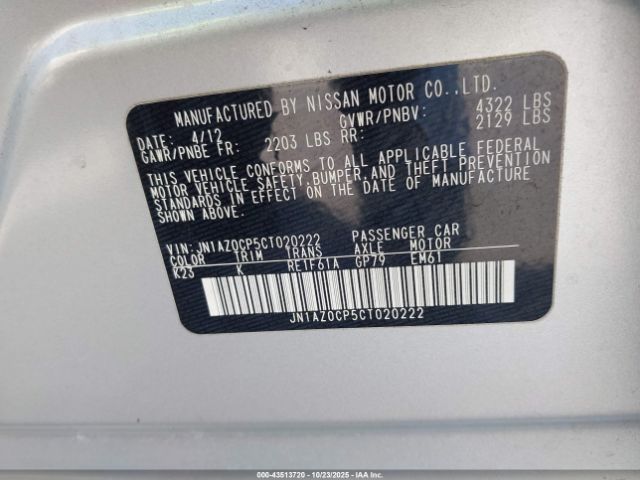 MANUFACTURED BY NISSAN MOTOR CO.,LTD.
DATE: 4/12 GVWR/PNBV: 4322 LBS
GAWR/PNBE FR: 2203 LBS RR: 2129 LBS
THIS VEHICLE CONFORMS TO ALL APPLICABLE FEDERAL
MOTOR VEHICLE SAFETY,BUMPER,AND THEFT PREVENTION
STANDARDS IN EFFECT ON THE DATE OF MANUFACTURE
SHOWN ABOVE.
VIN: JN1AZ0CP5CT020222 PASSENGER CAR
COLOR TRIM TRANS AXLE MOTOR
K23 K RE1F61A GP79 EM61
JN1AZ0CP5CT020222
000-43513720 | 10/23/2025 | IAA Inc.